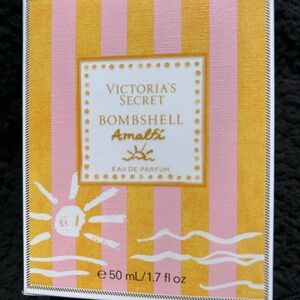 VICTORIA'S
SECRET
BOMBSHELL
Amalfi
EAU DE PARFUM
℮ 50 mL/1.7 fl oz